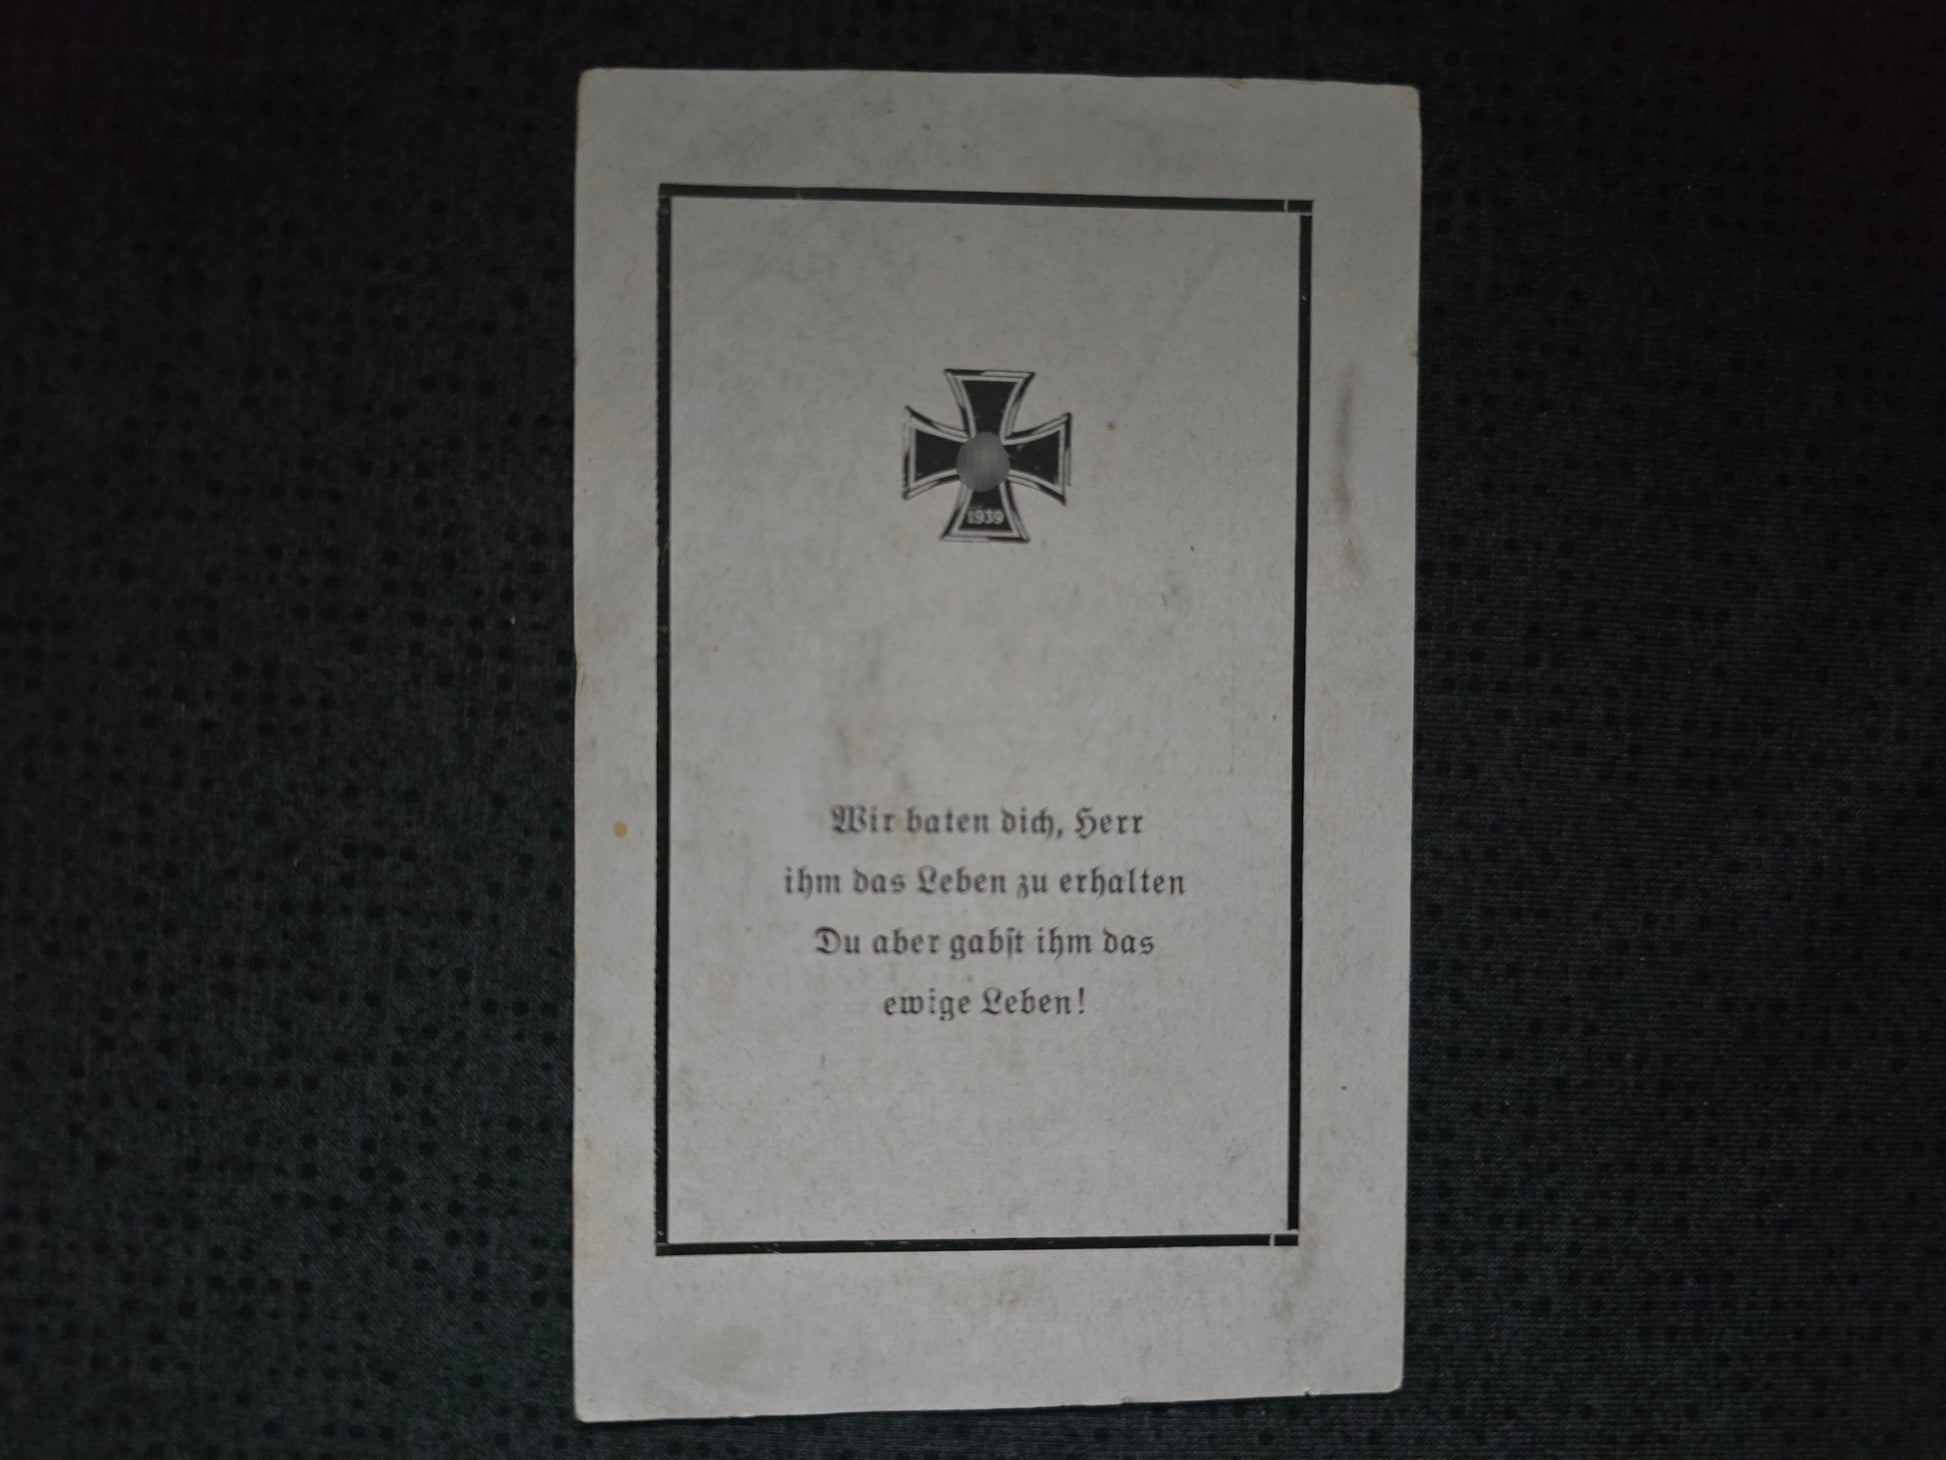 1939
Wir baten dich, Herr
ihm das Leben zu erhalten
Du aber gabſt ihm das
ewige Leben!